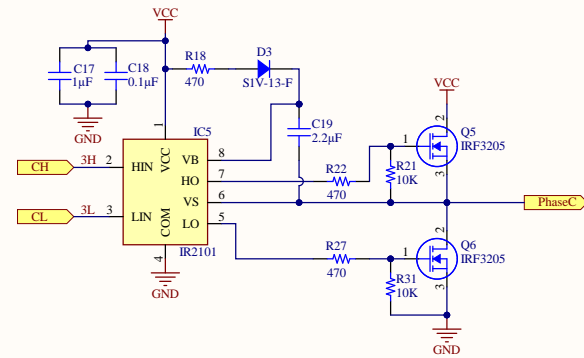 VCC
C17
1µF
C18
0.1µF
GND
R18
470
D3
S1V-13-F
C19
2.2µF
VCC
Q5
IRF3205
2
1
3
R21
10K
R22
470
CH
3H
2
CL
3L
3
1
IC5
HIN
LIN
VCC
COM
VB
HO
VS
LO
8
7
6
5
4
IR2101
GND
PhaseC
R27
470
R31
10K
2
1
3
Q6
IRF3205
GND